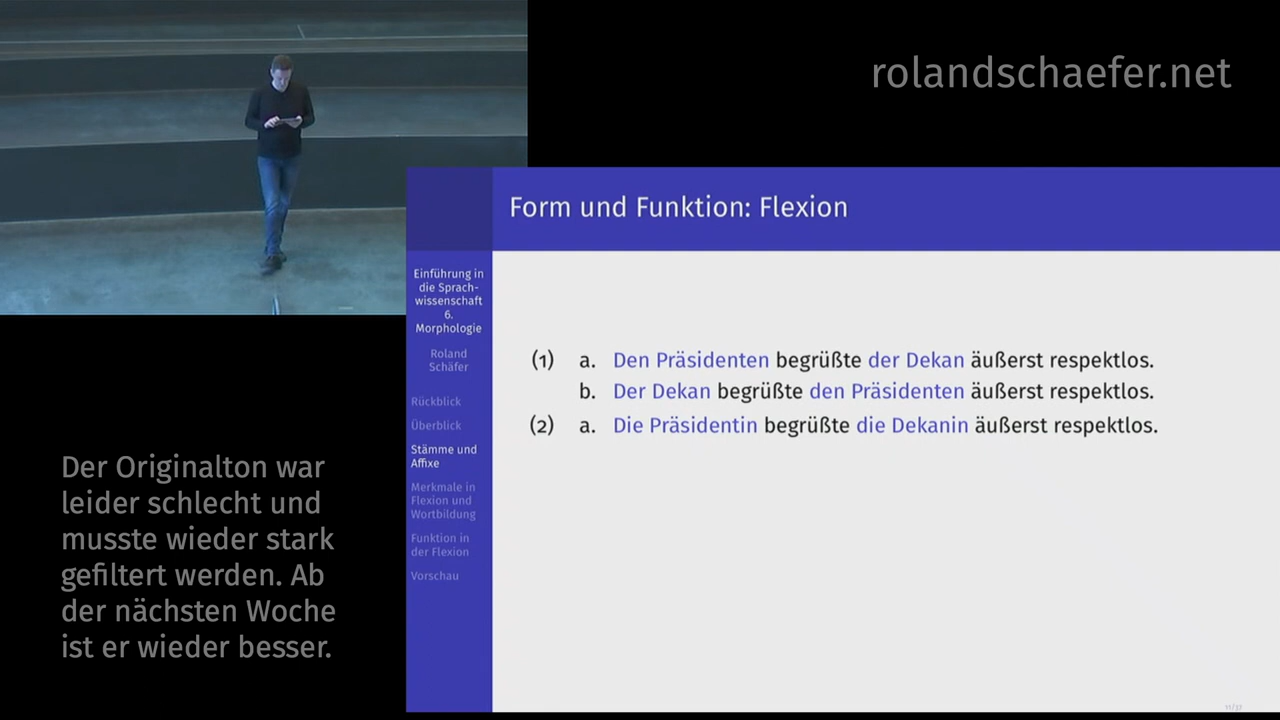 rolandschaefer.net
Form und Funktion: Flexion
Einführung in
die Sprach-
wissenschaft
6.
Morphologie
Roland
Schäfer
Rückblick
Überblick
Stämme und
Affixe
Merkmale in
Flexion und
Wortbildung
Funktion in
der Flexion
Vorschau
(1) a. Den Präsidenten begrüßte der Dekan äußerst respektlos.
b. Der Dekan begrüßte den Präsidenten äußerst respektlos.
(2) a. Die Präsidentin begrüßte die Dekanin äußerst respektlos.
Der Originalton war
leider schlecht und
musste wieder stark
gefiltert werden. Ab
der nächsten Woche
ist er wieder besser.